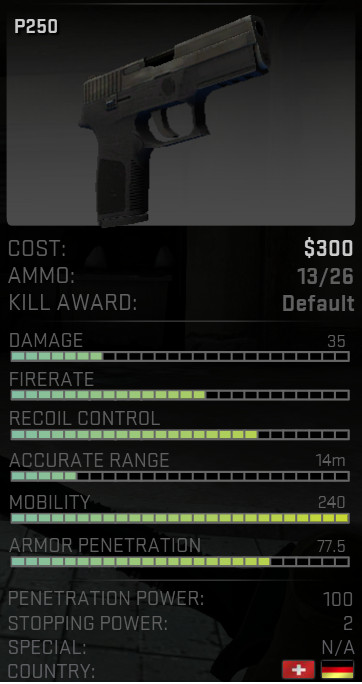 P250
COST: $300
AMMO: 13/26
KILL AWARD: Default
DAMAGE 35
FIRERATE
RECOIL CONTROL
ACCURATE RANGE 14m
MOBILITY 240
ARMOR PENETRATION 77.5
PENETRATION POWER: 100
STOPPING POWER: 2
SPECIAL: N/A
COUNTRY: